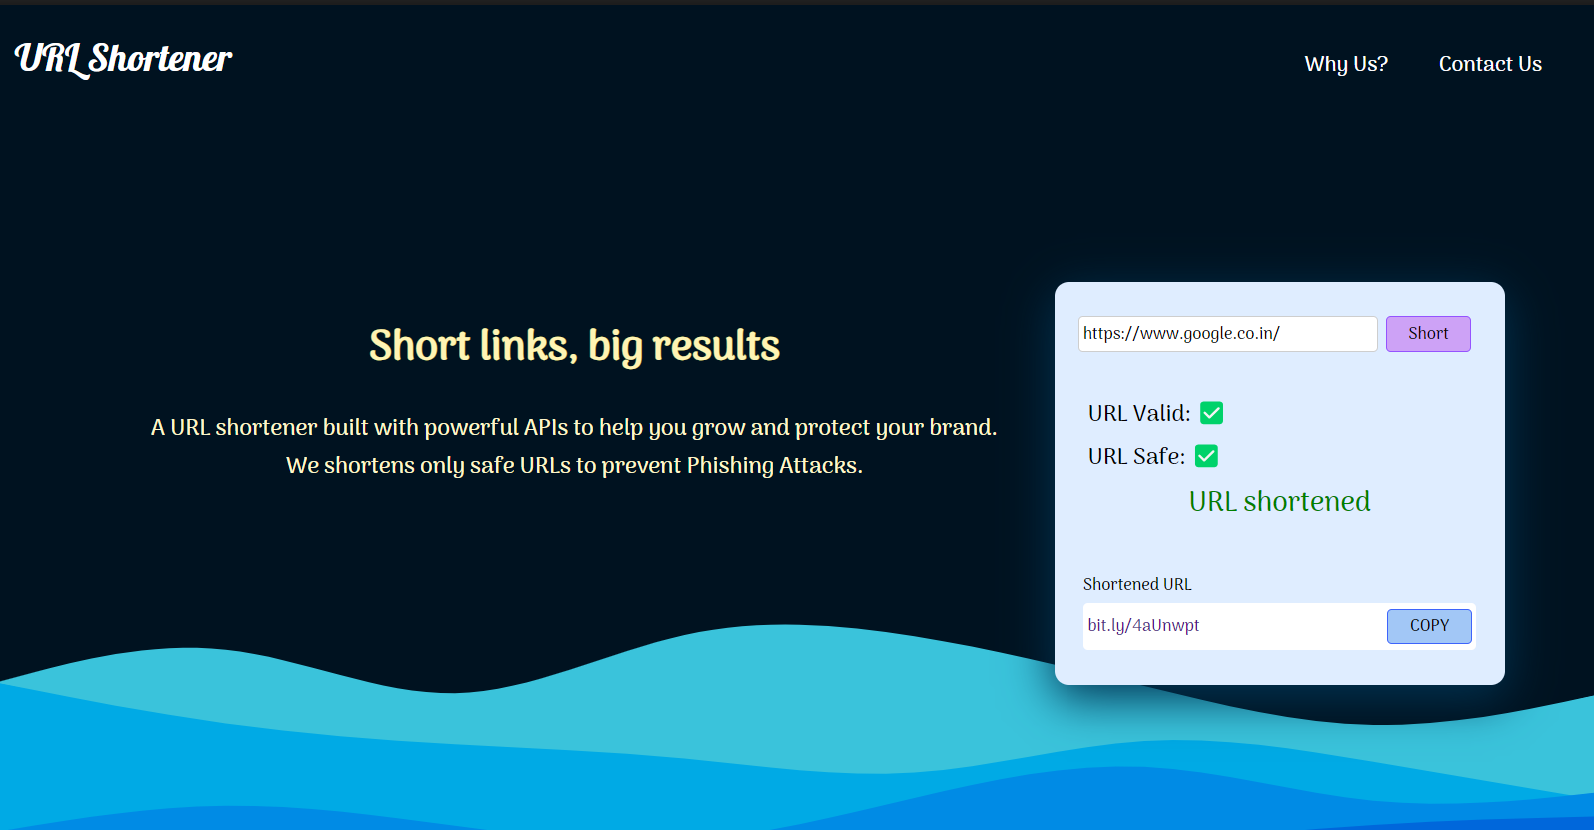 URL Shortener
Why Us?
Contact Us
Short links, big results
A URL shortener built with powerful APIs to help you grow and protect your brand.
We shortens only safe URLs to prevent Phishing Attacks.
https://www.google.co.in/
Short
URL Valid: ✅
URL Safe: ✅
URL shortened
Shortened URL
bit.ly/4aUnwpt
COPY